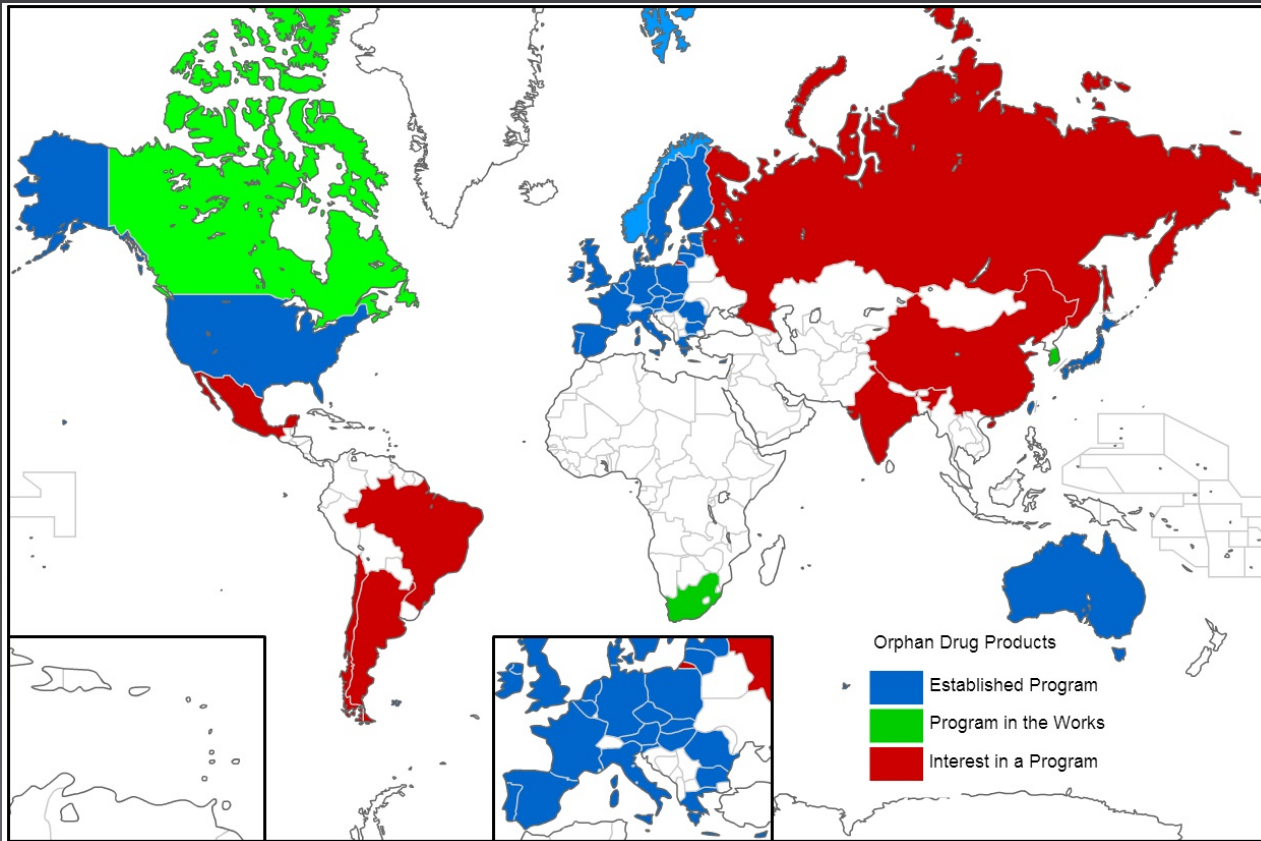 Orphan Drug Products
Established Program
Program in the Works
Interest in a Program